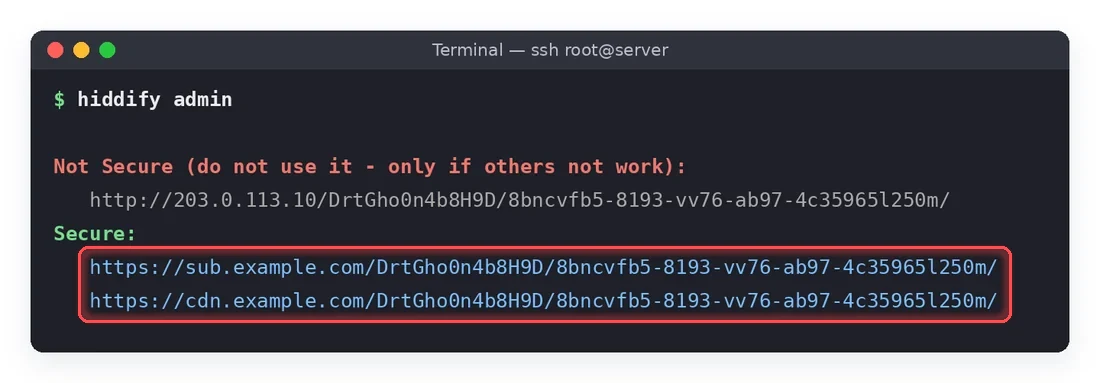 Terminal — ssh root@server
$ hiddify admin
Not Secure (do not use it - only if others not work):
http://203.0.113.10/DrtGho0n4b8H9D/8bncvfb5-8193-vv76-ab97-4c35965l250m/
Secure:
https://sub.example.com/DrtGho0n4b8H9D/8bncvfb5-8193-vv76-ab97-4c35965l250m/
https://cdn.example.com/DrtGho0n4b8H9D/8bncvfb5-8193-vv76-ab97-4c35965l250m/